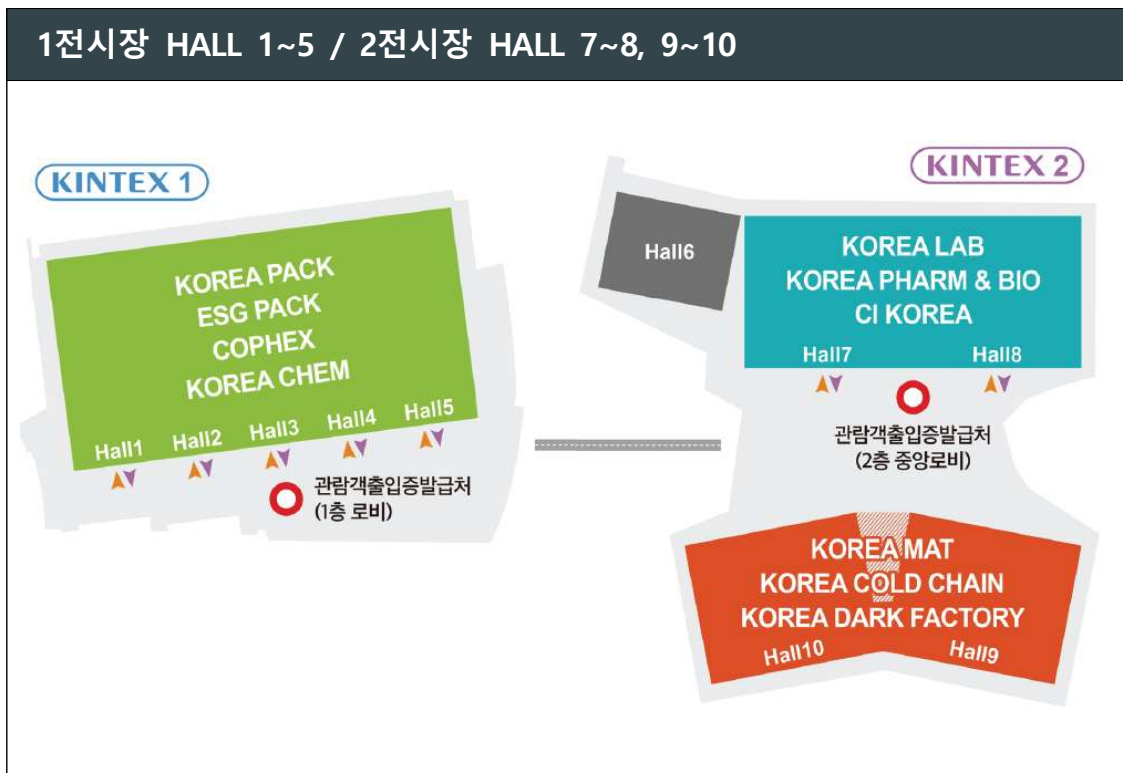 1전시장 HALL 1~5 / 2전시장 HALL 7~8, 9~10
KINTEX 1
KOREA PACK
ESG PACK
COPHEX
KOREA CHEM
Hall1
Hall2
Hall3
Hall4
Hall5
관람객출입증발급처
(1층 로비)
KINTEX 2
Hall6
KOREA LAB
KOREA PHARM & BIO
CI KOREA
Hall7
Hall8
관람객출입증발급처
(2층 중앙로비)
KOREA MAT
KOREA COLD CHAIN
KOREA DARK FACTORY
Hall10
Hall9